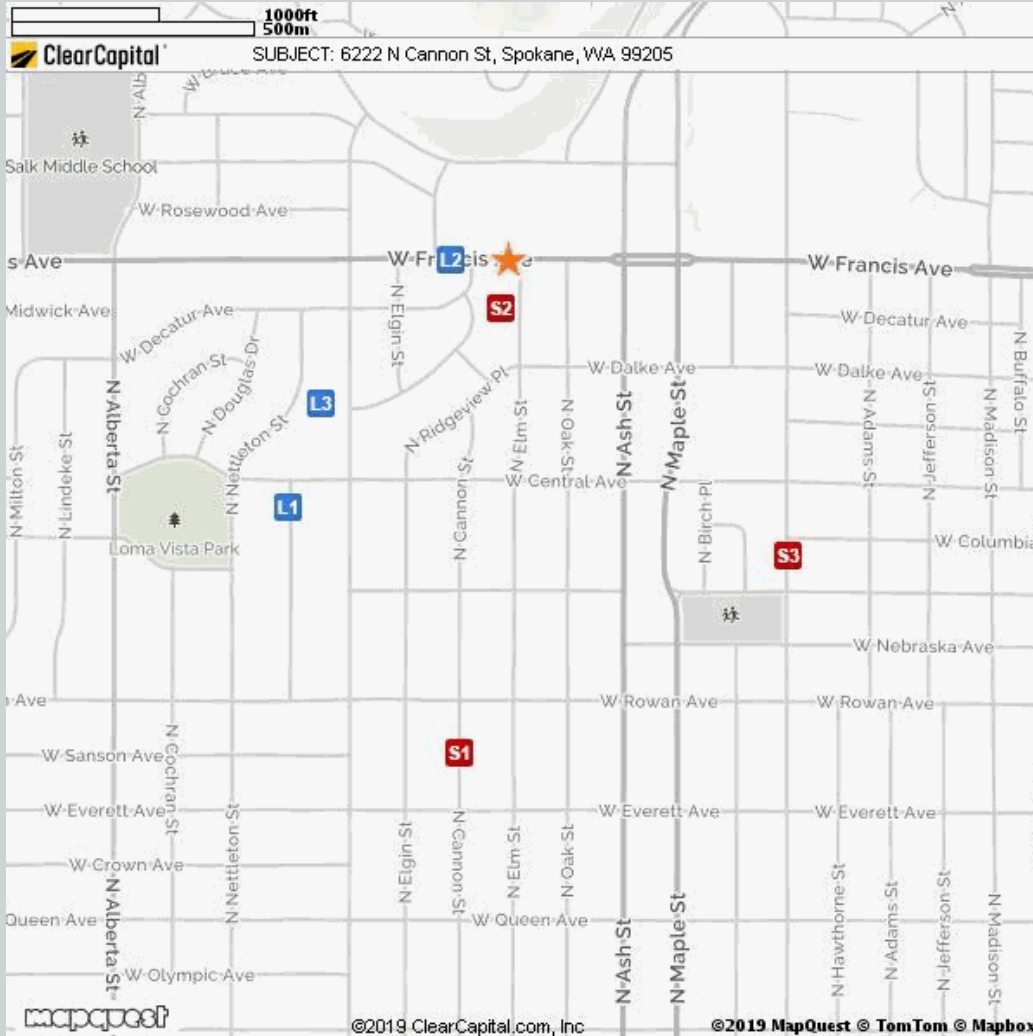 1000ft
500m
ClearCapital
SUBJECT: 6222 N Cannon St, Spokane, WA 99205
N Alb
W Bruce Ave
N
Salk Middle School
W Rosewood Ave
s Ave
W Francis Ave
L2
W Francis Ave
S2
Midwick Ave
W Decatur Ave
N Elgin St
W Decatur Ave
N Buffalo St
N Cochran St
N Douglas Dr
W Dalke Ave
W Dalke Ave
L3
N Alberta St
N Nettleton St
N Ridgeview Pl
N Elm St
N Oak St
N Ash St
N Maple St
N Adams St
N Jefferson St
N Madison St
N Milton St
N Lindeke St
N Nettleton St
L1
N Cannon St
W Central Ave
N Birch Pl
W Columbia
S3
Loma Vista Park
W Nebraska Ave
Ave
W Rowan Ave
W Rowan Ave
N Cochran St
W Sanson Ave
S1
W Everett Ave
W Everett Ave
W Everett Ave
N Nettleton St
N Elgin St
N Cannon St
N Elm St
N Oak St
W Crown Ave
N Alberta St
N Ash St
N Maple St
N Hawthorne St
N Adams St
N Jefferson St
N Madison St
Queen Ave
W Queen Ave
W Olympic Ave
mapquest
©2019 ClearCapital.com, Inc
©2019 MapQuest © TomTom © Mapbo